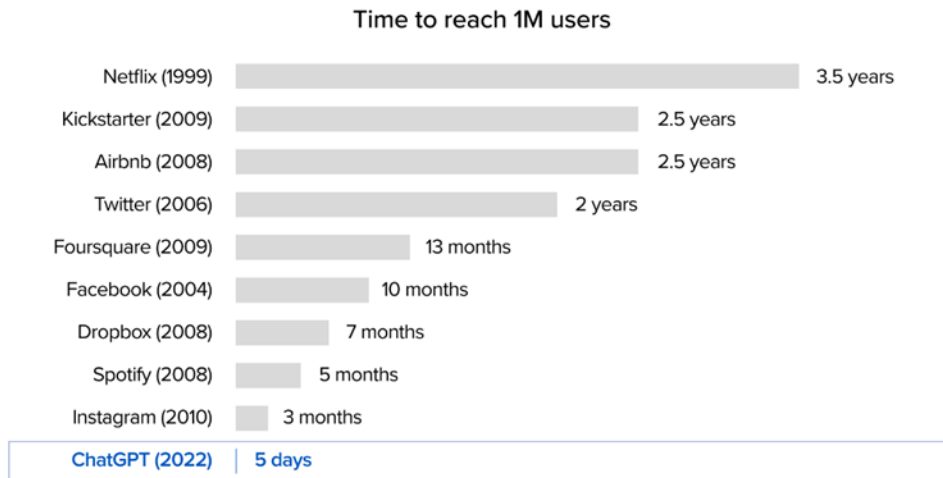 Time to reach 1M users
Netflix (1999) 3.5 years
Kickstarter (2009) 2.5 years
Airbnb (2008) 2.5 years
Twitter (2006) 2 years
Foursquare (2009) 13 months
Facebook (2004) 10 months
Dropbox (2008) 7 months
Spotify (2008) 5 months
Instagram (2010) 3 months
ChatGPT (2022) 5 days